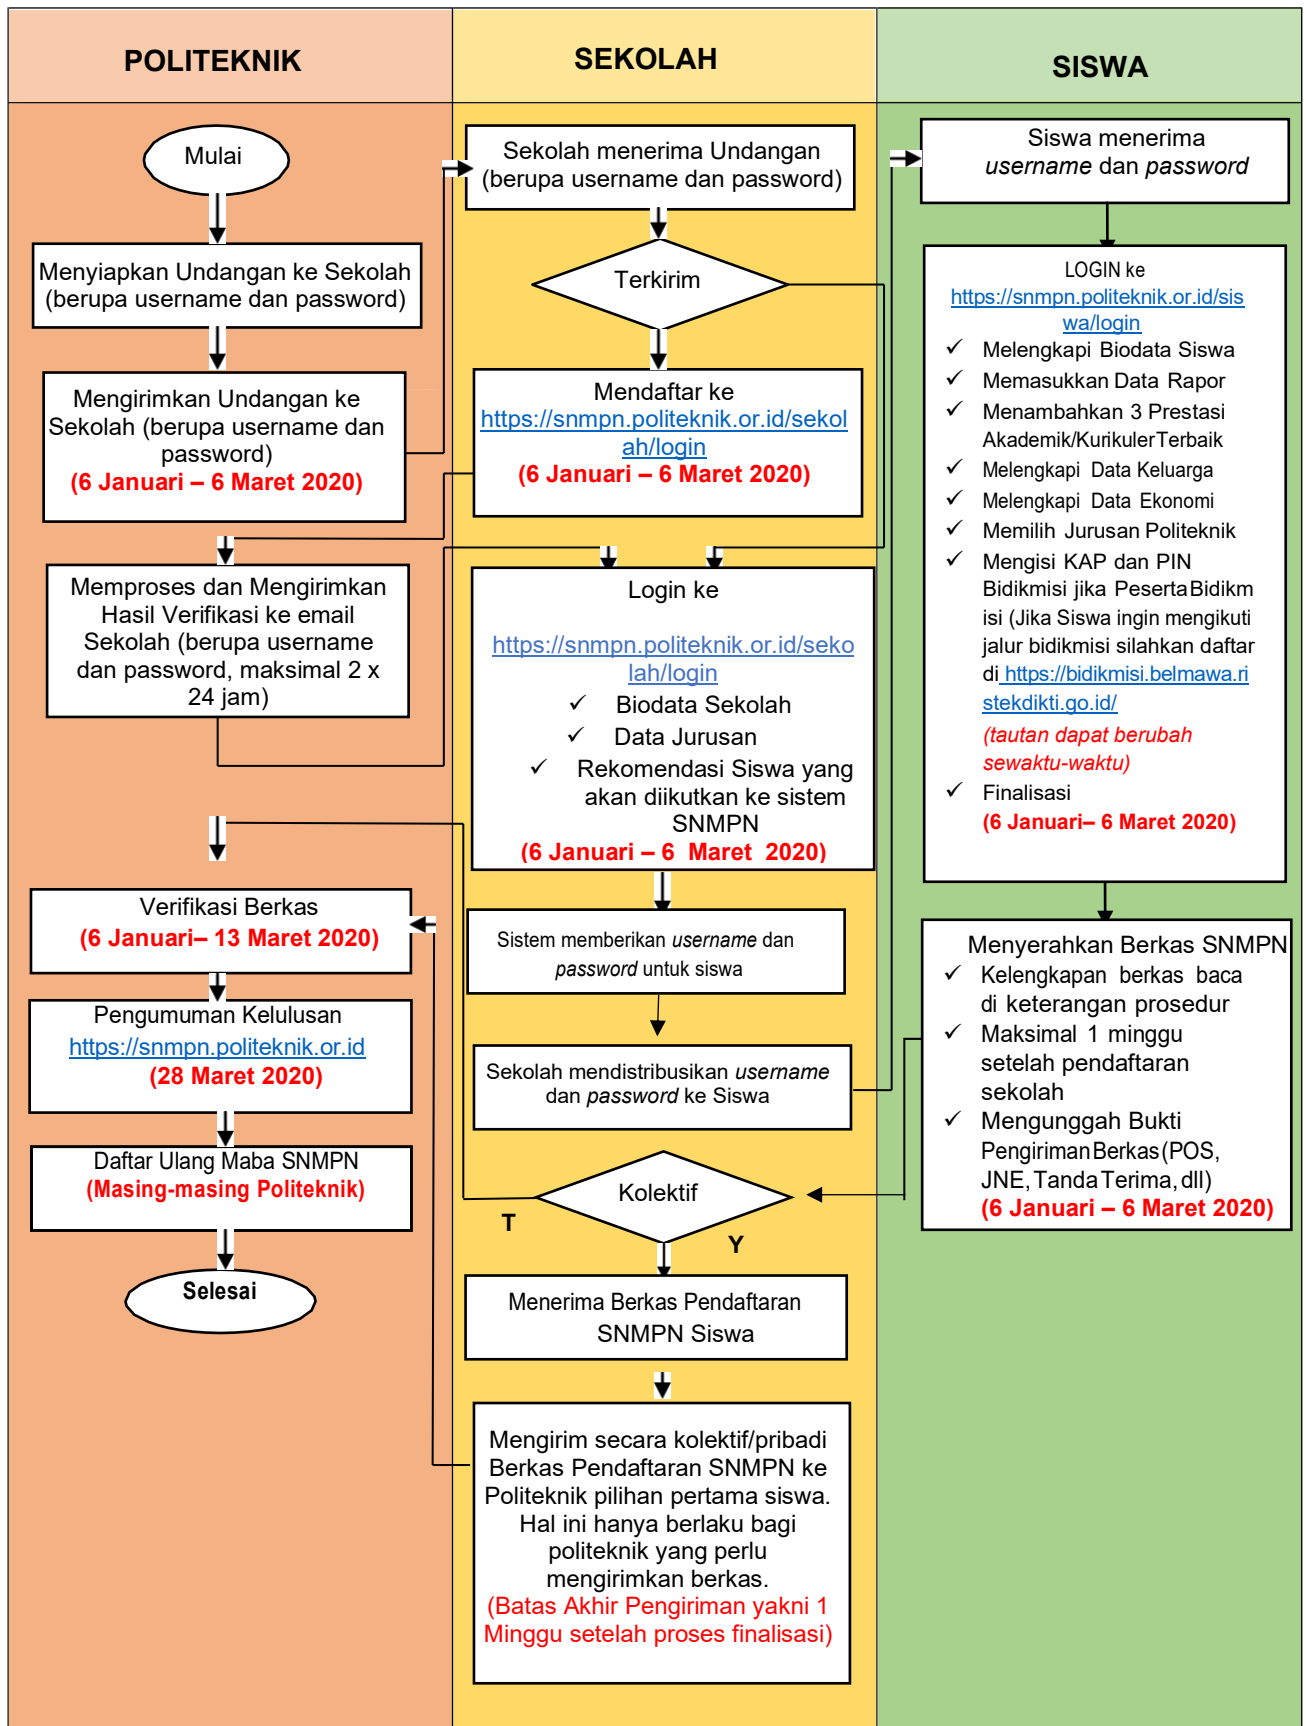 POLITEKNIK
SEKOLAH
SISWA
Mulai
Menyiapkan Undangan ke Sekolah
(berupa username dan password)
Mengirimkan Undangan ke
Sekolah (berupa username dan
password)
(6 Januari – 6 Maret 2020)
Memproses dan Mengirimkan
Hasil Verifikasi ke email
Sekolah (berupa username
dan password, maksimal 2 x
24 jam)
Verifikasi Berkas
(6 Januari– 13 Maret 2020)
Pengumuman Kelulusan
https://snmpn.politeknik.or.id
(28 Maret 2020)
Daftar Ulang Maba SNMPN
(Masing-masing Politeknik)
Selesai
Sekolah menerima Undangan
(berupa username dan password)
Terkirim
Mendaftar ke
https://snmpn.politeknik.or.id/sekol
ah/login
(6 Januari – 6 Maret 2020)
Login ke
https://snmpn.politeknik.or.id/seko
lah/login
✓ Biodata Sekolah
✓ Data Jurusan
✓ Rekomendasi Siswa yang
akan diikutkan ke sistem
SNMPN
(6 Januari – 6 Maret 2020)
Sistem memberikan username dan
password untuk siswa
Sekolah mendistribusikan username
dan password ke Siswa
Kolektif
T
Y
Menerima Berkas Pendaftaran
SNMPN Siswa
Mengirim secara kolektif/pribadi
Berkas Pendaftaran SNMPN ke
Politeknik pilihan pertama siswa.
Hal ini hanya berlaku bagi
politeknik yang perlu
mengirimkan berkas.
(Batas Akhir Pengiriman yakni 1
Minggu setelah proses finalisasi)
Siswa menerima
username dan password
LOGIN ke
https://snmpn.politeknik.or.id/sis
wa/login
✓ Melengkapi Biodata Siswa
✓ Memasukkan Data Rapor
✓ Menambahkan 3 Prestasi
Akademik/Kurikuler Terbaik
✓ Melengkapi Data Keluarga
✓ Melengkapi Data Ekonomi
✓ Memilih Jurusan Politeknik
✓ Mengisi KAP dan PIN
Bidikmisi jika Peserta Bidikm
isi (Jika Siswa ingin mengikuti
jalur bidikmisi silahkan daftar
di https://bidikmisi.belmawa.ri
stekdikti.go.id/
(tautan dapat berubah
sewaktu-waktu)
✓ Finalisasi
(6 Januari– 6 Maret 2020)
Menyerahkan Berkas SNMPN
✓ Kelengkapan berkas baca
di keterangan prosedur
✓ Maksimal 1 minggu
setelah pendaftaran
sekolah
✓ Mengunggah Bukti
Pengiriman Berkas (POS,
JNE, Tanda Terima, dll)
(6 Januari – 6 Maret 2020)